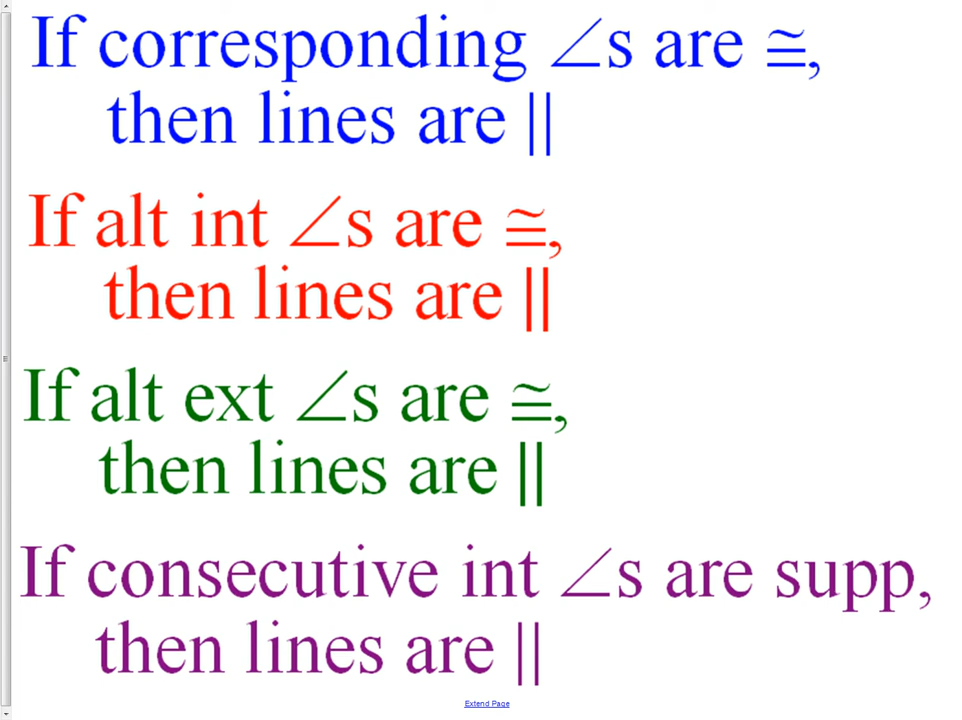 If corresponding ∠s are ≅,
then lines are ||
If alt int ∠s are ≅,
then lines are ||
If alt ext ∠s are ≅,
then lines are ||
If consecutive int ∠s are supp,
then lines are ||
Extend Page